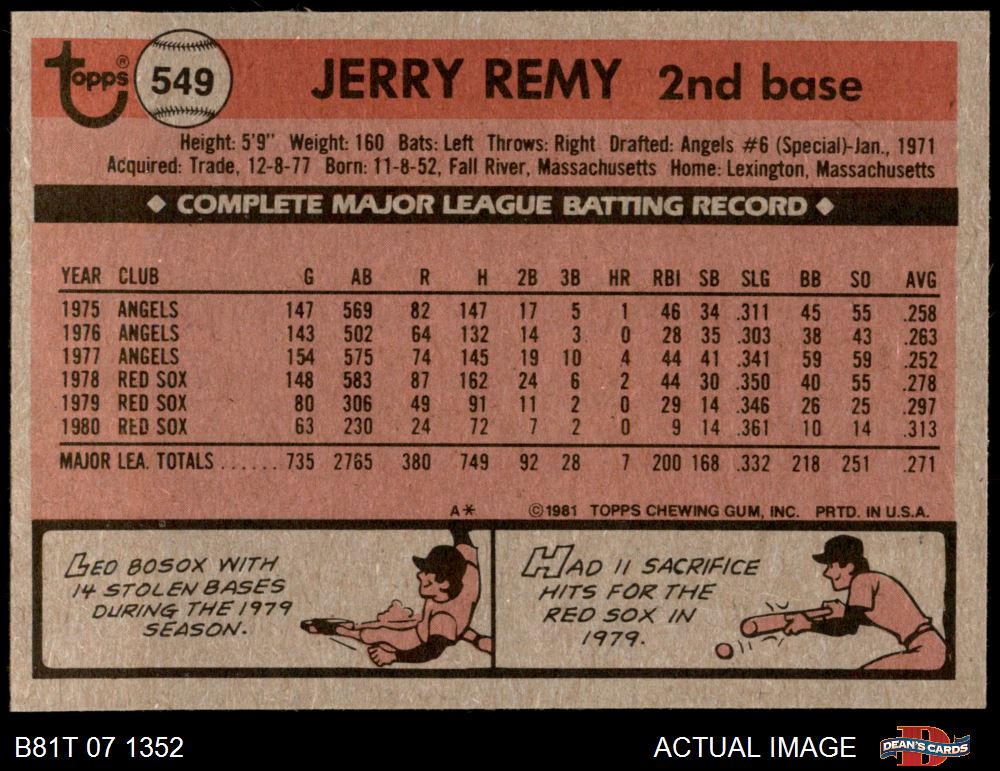 Topps® 549 JERRY REMY 2nd base
Height: 5'9" Weight: 160 Bats: Left Throws: Right Drafted: Angels #6 (Special)-Jan., 1971
Acquired: Trade, 12-8-77 Born: 11-8-52, Fall River, Massachusetts Home: Lexington, Massachusetts
◆ COMPLETE MAJOR LEAGUE BATTING RECORD ◆
YEAR CLUB G AB R H 2B 3B HR RBI SB SLG BB SO AVG
1975 ANGELS 147 569 82 147 17 5 1 46 34 .311 45 55 .258
1976 ANGELS 143 502 64 132 14 3 0 28 35 .303 38 43 .263
1977 ANGELS 154 575 74 145 19 10 4 44 41 .341 59 59 .252
1978 RED SOX 148 583 87 162 24 6 2 44 30 .350 40 55 .278
1979 RED SOX 80 306 49 91 11 2 0 29 14 .346 26 25 .297
1980 RED SOX 63 230 24 72 7 2 0 9 14 .361 10 14 .313
MAJOR LEA. TOTALS ...... 735 2765 380 749 92 28 7 200 168 .332 218 251 .271
A* ©1981 TOPPS CHEWING GUM, INC. PRTD. IN U.S.A.
LED BOSOX WITH
14 STOLEN BASES
DURING THE 1979
SEASON.
HAD 11 SACRIFICE
HITS FOR THE
RED SOX IN
1979.
B81T 07 1352 ACTUAL IMAGE D DEAN'S CARDS